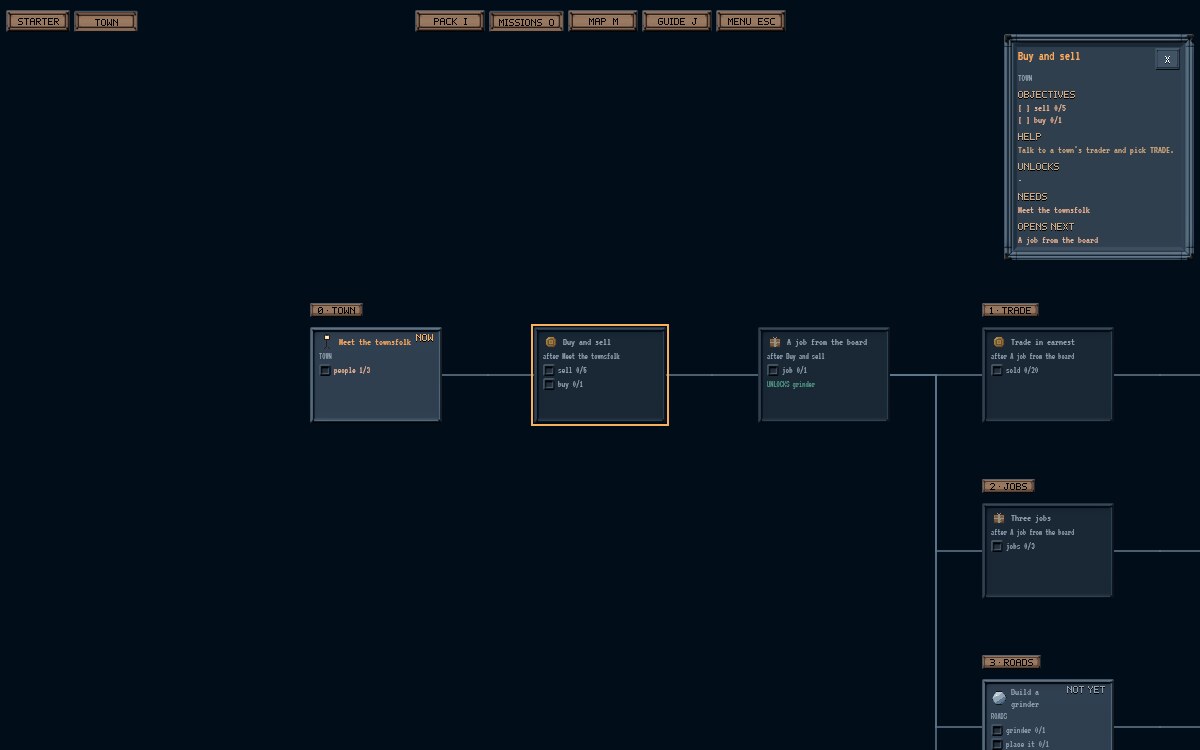 STARTER
TOWN
PACK I
MISSIONS O
MAP M
GUIDE J
MENU ESC
Buy and sell
X
TOWN
OBJECTIVES
[ ] sell 0/5
[ ] buy 0/1
HELP
Talk to a town's trader and pick TRADE.
UNLOCKS
-
NEEDS
Meet the townsfolk
OPENS NEXT
A job from the board
0·TOWN
NOW
Meet the townsfolk
TOWN
people 1/3
Buy and sell
after Meet the townsfolk
sell 0/5
buy 0/1
A job from the board
after Buy and sell
job 0/1
UNLOCKS grinder
1·TRADE
Trade in earnest
after A job from the board
sold 0/20
2·JOBS
Three jobs
after A job from the board
jobs 0/3
3·ROADS
NOT YET
Build a
grinder
ROADS
grinder 0/1
place it 0/1